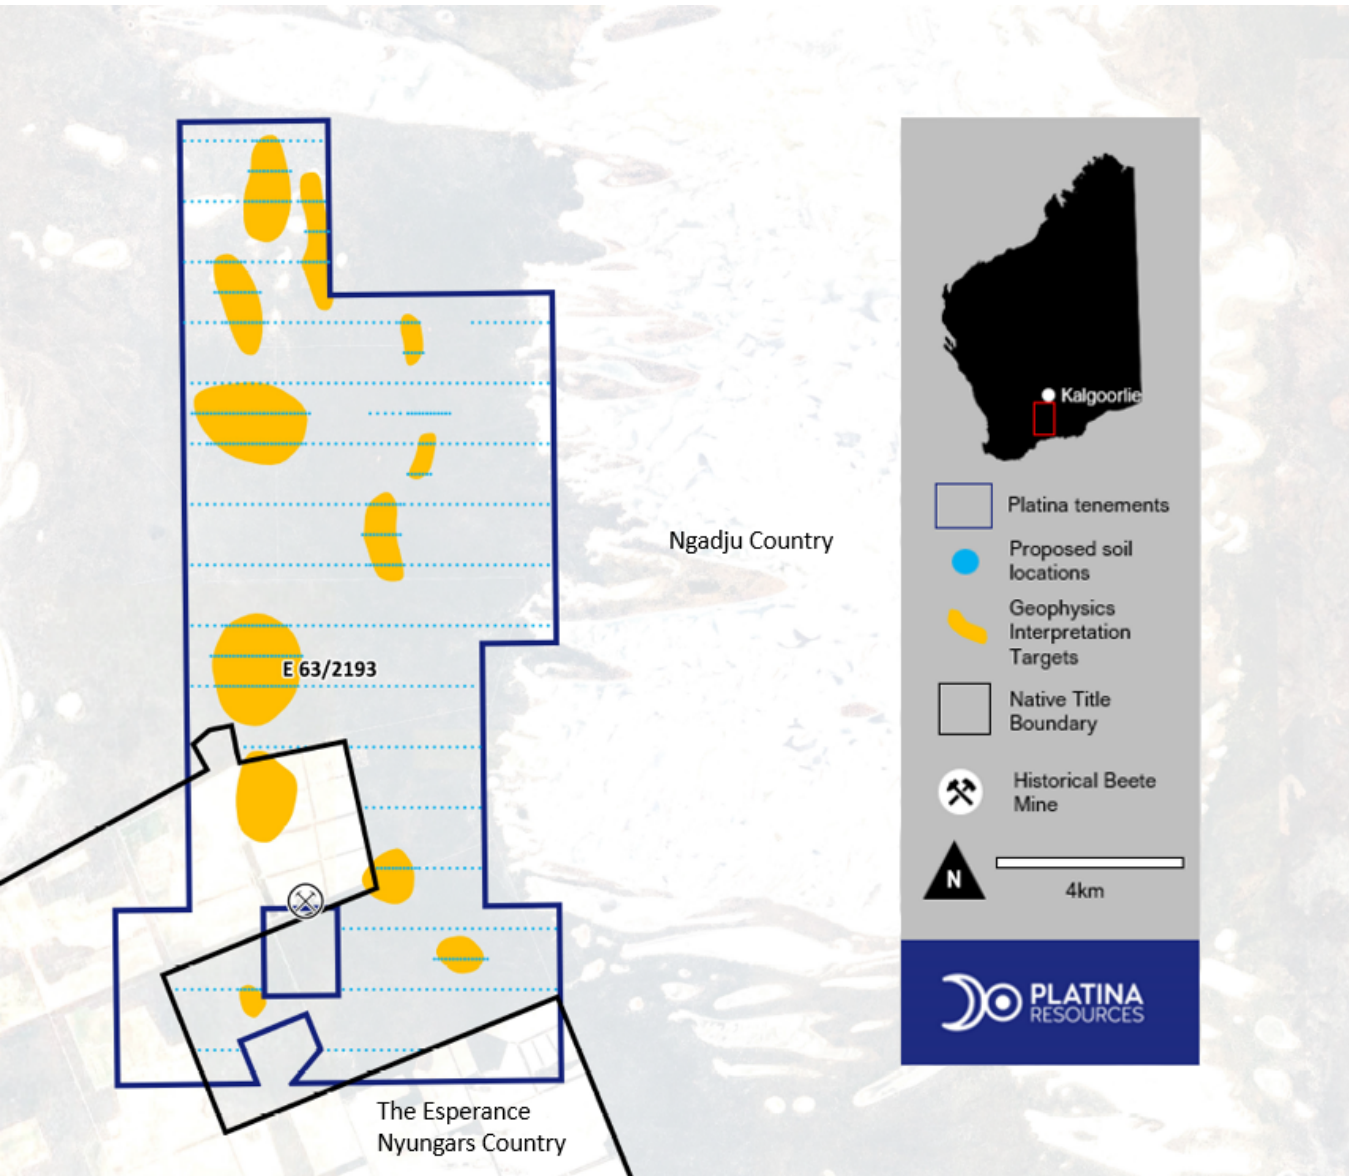 E 63/2193
Ngadju Country
The Esperance
Nyungars Country
Kalgoorlie
Platina tenements
Proposed soil
locations
Geophysics
Interpretation
Targets
Native Title
Boundary
Historical Beete
Mine
N
4km
PLATINA
RESOURCES